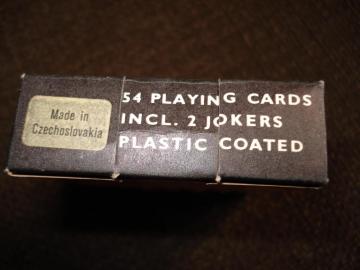 Made in
Czechoslovakia
54 PLAYING CARDS
INCL. 2 JOKERS
PLASTIC COATED